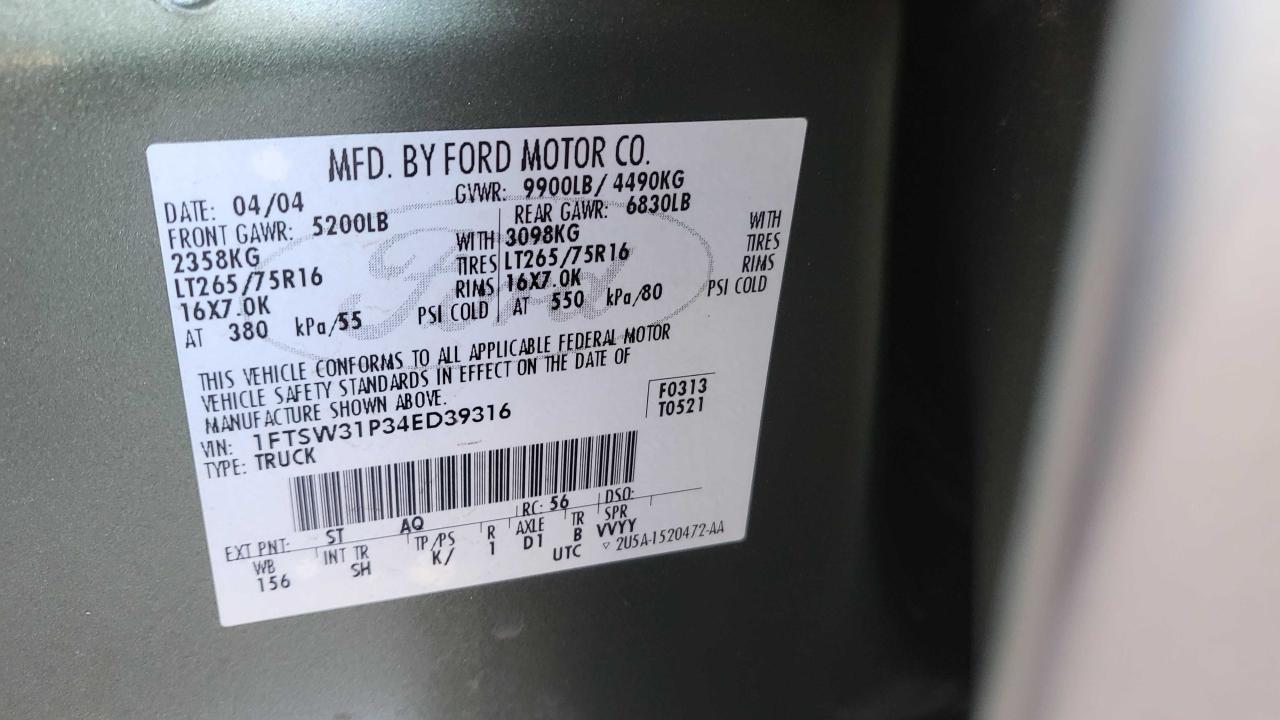 MFD. BY FORD MOTOR CO.
DATE: 04/04 GVWR: 9900LB/ 4490KG
FRONT GAWR: 5200LB REAR GAWR: 6830LB
2358KG WITH 3098KG WITH
LT265/75R16 TIRES LT265/75R16 TIRES
16X7.0K RIMS 16X7.0K RIMS
AT 380 kPa/55 PSI COLD AT 550 kPa/80 PSI COLD
THIS VEHICLE CONFORMS TO ALL APPLICABLE FEDERAL MOTOR
VEHICLE SAFETY STANDARDS IN EFFECT ON THE DATE OF
MANUFACTURE SHOWN ABOVE.
F0313
T0521
VIN: 1FTSW31P34ED39316
TYPE: TRUCK
EXT PNT: ST AQ RC: 56 DSO:
WB INT TR TP/PS R AXLE TR SPR
156 SH K/ 1 D1 B VVYY
UTC ▽ 2U5A-1520472-AA
Ford